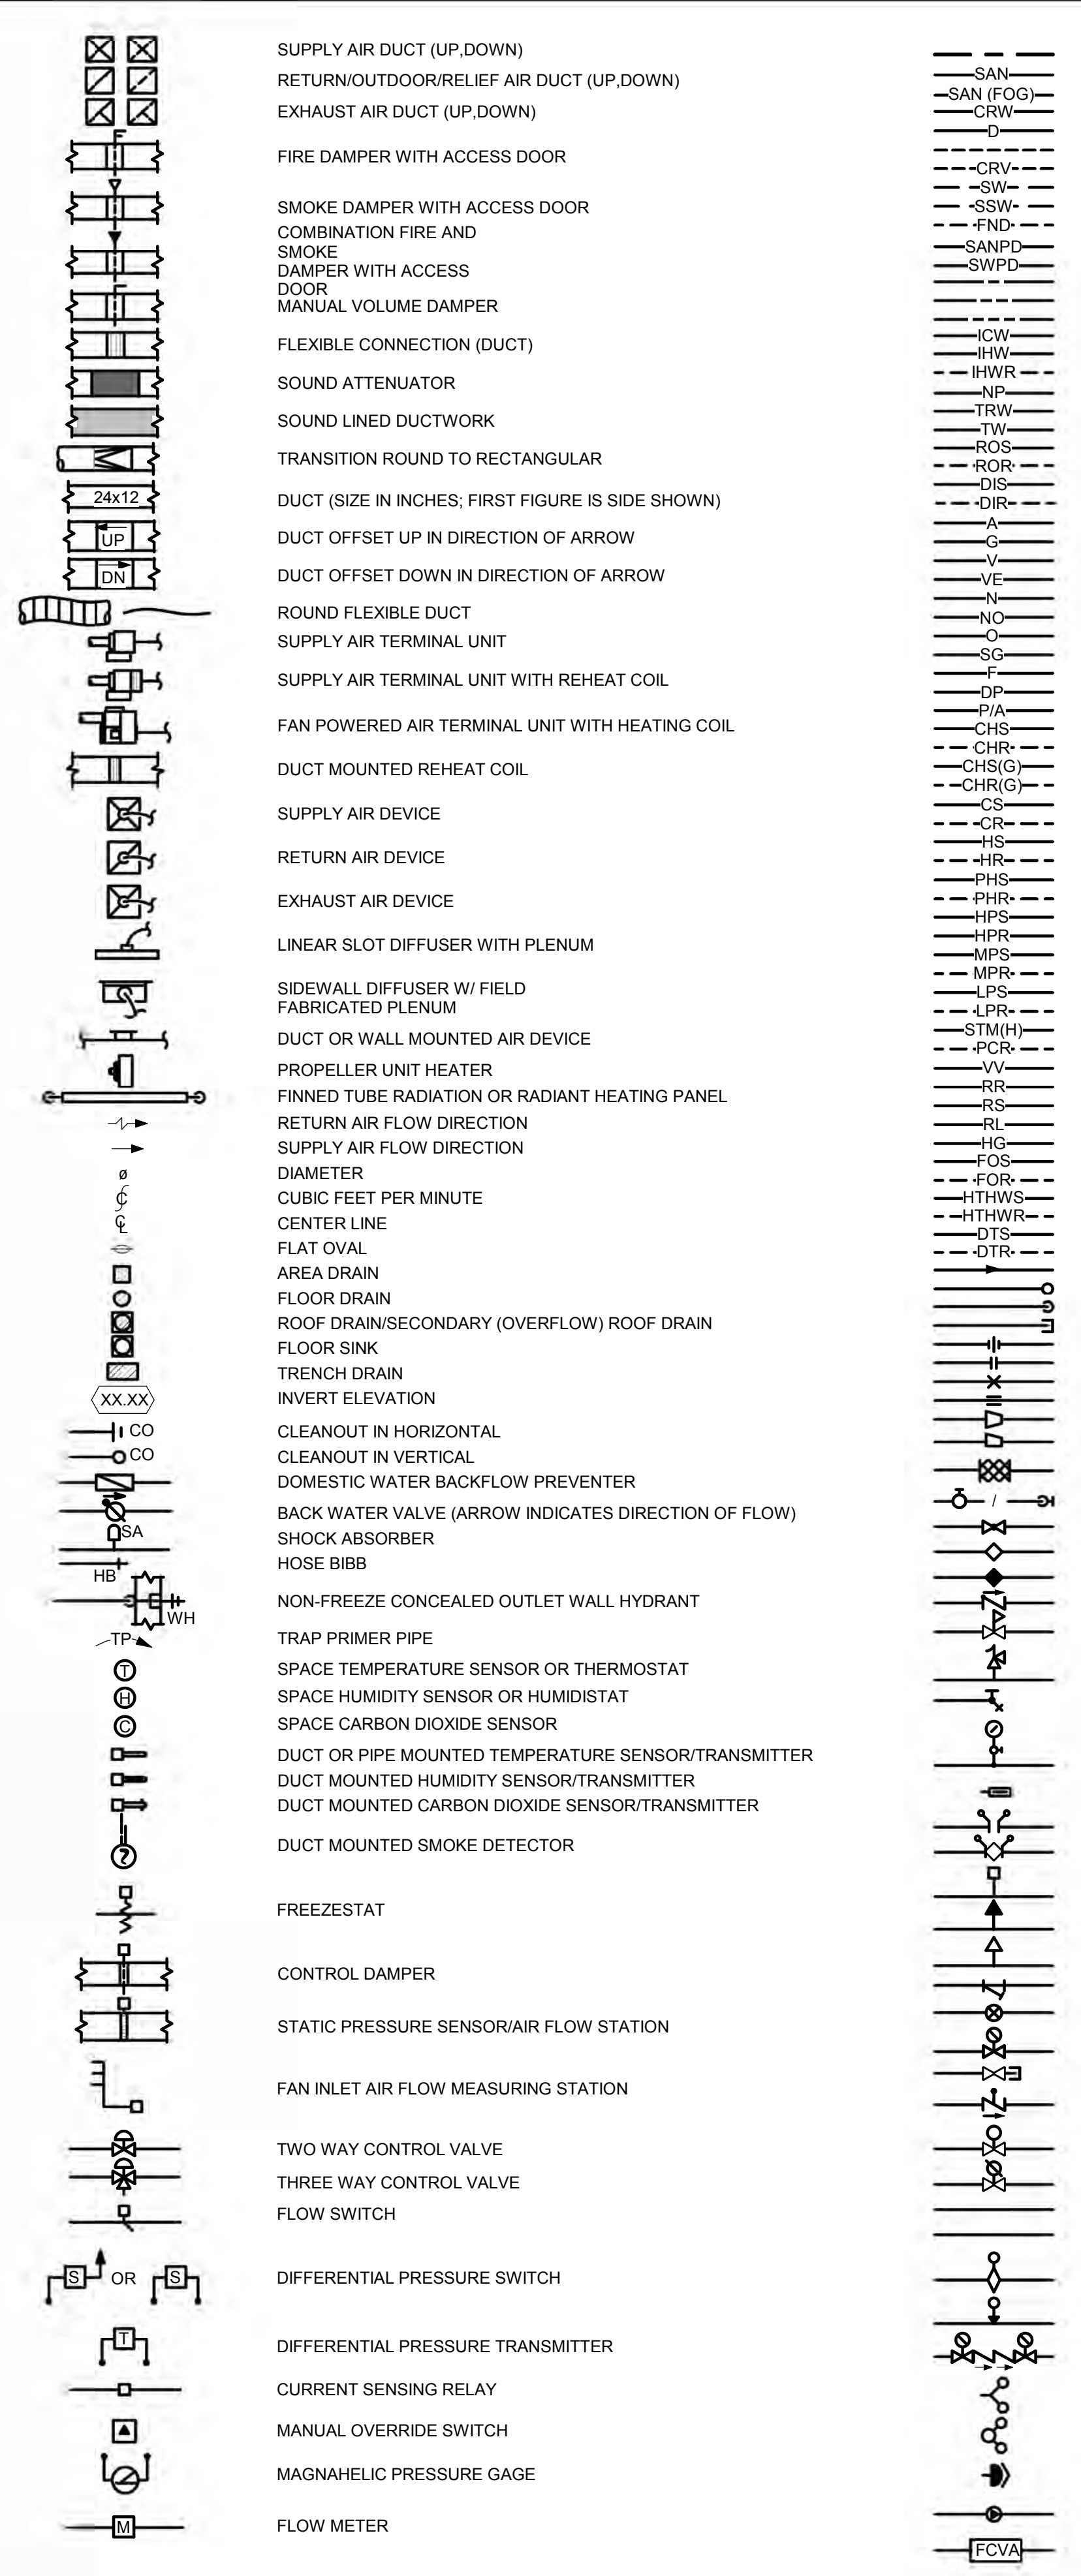 SUPPLY AIR DUCT (UP,DOWN)
RETURN/OUTDOOR/RELIEF AIR DUCT (UP,DOWN)
EXHAUST AIR DUCT (UP,DOWN)
FIRE DAMPER WITH ACCESS DOOR
SMOKE DAMPER WITH ACCESS DOOR
COMBINATION FIRE AND
SMOKE
DAMPER WITH ACCESS
DOOR
MANUAL VOLUME DAMPER
FLEXIBLE CONNECTION (DUCT)
SOUND ATTENUATOR
SOUND LINED DUCTWORK
TRANSITION ROUND TO RECTANGULAR
24x12 DUCT (SIZE IN INCHES; FIRST FIGURE IS SIDE SHOWN)
UP DUCT OFFSET UP IN DIRECTION OF ARROW
DN DUCT OFFSET DOWN IN DIRECTION OF ARROW
ROUND FLEXIBLE DUCT
SUPPLY AIR TERMINAL UNIT
SUPPLY AIR TERMINAL UNIT WITH REHEAT COIL
FAN POWERED AIR TERMINAL UNIT WITH HEATING COIL
DUCT MOUNTED REHEAT COIL
SUPPLY AIR DEVICE
RETURN AIR DEVICE
EXHAUST AIR DEVICE
LINEAR SLOT DIFFUSER WITH PLENUM
SIDEWALL DIFFUSER W/ FIELD
FABRICATED PLENUM
DUCT OR WALL MOUNTED AIR DEVICE
PROPELLER UNIT HEATER
FINNED TUBE RADIATION OR RADIANT HEATING PANEL
RETURN AIR FLOW DIRECTION
SUPPLY AIR FLOW DIRECTION
ø DIAMETER
CUBIC FEET PER MINUTE
℄ CENTER LINE
FLAT OVAL
AREA DRAIN
FLOOR DRAIN
ROOF DRAIN/SECONDARY (OVERFLOW) ROOF DRAIN
FLOOR SINK
TRENCH DRAIN
XX.XX INVERT ELEVATION
CO CLEANOUT IN HORIZONTAL
CO CLEANOUT IN VERTICAL
DOMESTIC WATER BACKFLOW PREVENTER
BACK WATER VALVE (ARROW INDICATES DIRECTION OF FLOW)
SA SHOCK ABSORBER
HB HOSE BIBB
WH NON-FREEZE CONCEALED OUTLET WALL HYDRANT
TP TRAP PRIMER PIPE
T SPACE TEMPERATURE SENSOR OR THERMOSTAT
H SPACE HUMIDITY SENSOR OR HUMIDISTAT
C SPACE CARBON DIOXIDE SENSOR
DUCT OR PIPE MOUNTED TEMPERATURE SENSOR/TRANSMITTER
DUCT MOUNTED HUMIDITY SENSOR/TRANSMITTER
DUCT MOUNTED CARBON DIOXIDE SENSOR/TRANSMITTER
DUCT MOUNTED SMOKE DETECTOR
FREEZESTAT
CONTROL DAMPER
STATIC PRESSURE SENSOR/AIR FLOW STATION
FAN INLET AIR FLOW MEASURING STATION
TWO WAY CONTROL VALVE
THREE WAY CONTROL VALVE
FLOW SWITCH
S OR S DIFFERENTIAL PRESSURE SWITCH
T DIFFERENTIAL PRESSURE TRANSMITTER
CURRENT SENSING RELAY
MANUAL OVERRIDE SWITCH
MAGNAHELIC PRESSURE GAGE
M FLOW METER
SAN
SAN (FOG)
CRW
D
CRV
SW
SSW
FND
SANPD
SWPD
ICW
IHW
IHWR
NP
TRW
TW
ROS
ROR
DIS
DIR
A
G
V
VE
N
NO
O
SG
F
DP
P/A
CHS
CHR
CHS(G)
CHR(G)
CS
CR
HS
HR
PHS
PHR
HPS
HPR
MPS
MPR
LPS
LPR
STM(H)
PCR
VV
RR
RS
RL
HG
FOS
FOR
HTHWS
HTHWR
DTS
DTR
/
FCVA